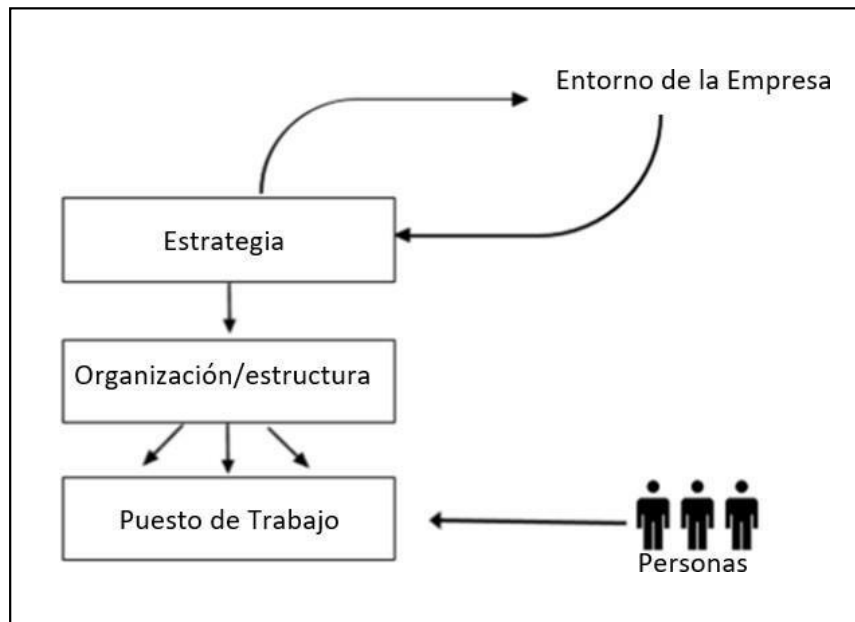 Entorno de la Empresa
Estrategia
Organización/estructura
Puesto de Trabajo
Personas